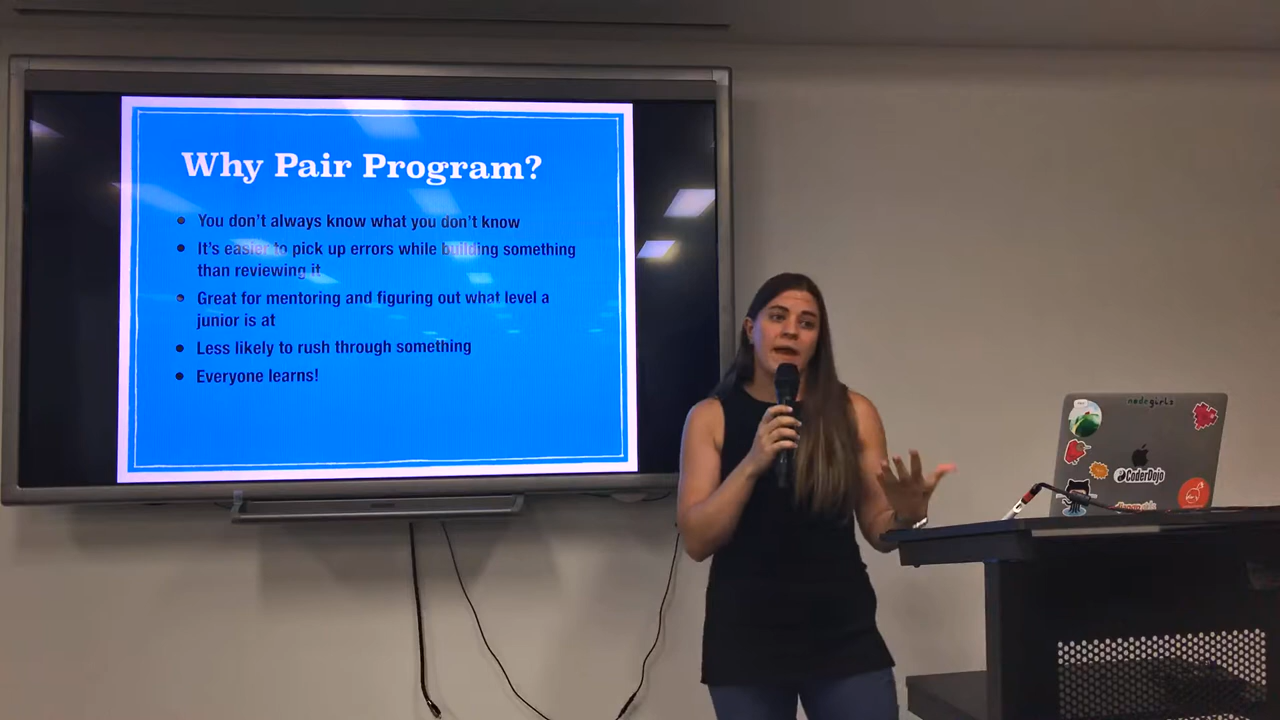 Why Pair Program?
You don't always know what you don't know
It's easier to pick up errors while building something
than reviewing it
Great for mentoring and figuring out what level a
junior is at
Less likely to rush through something
Everyone learns!
nodegirls
CoderDojo